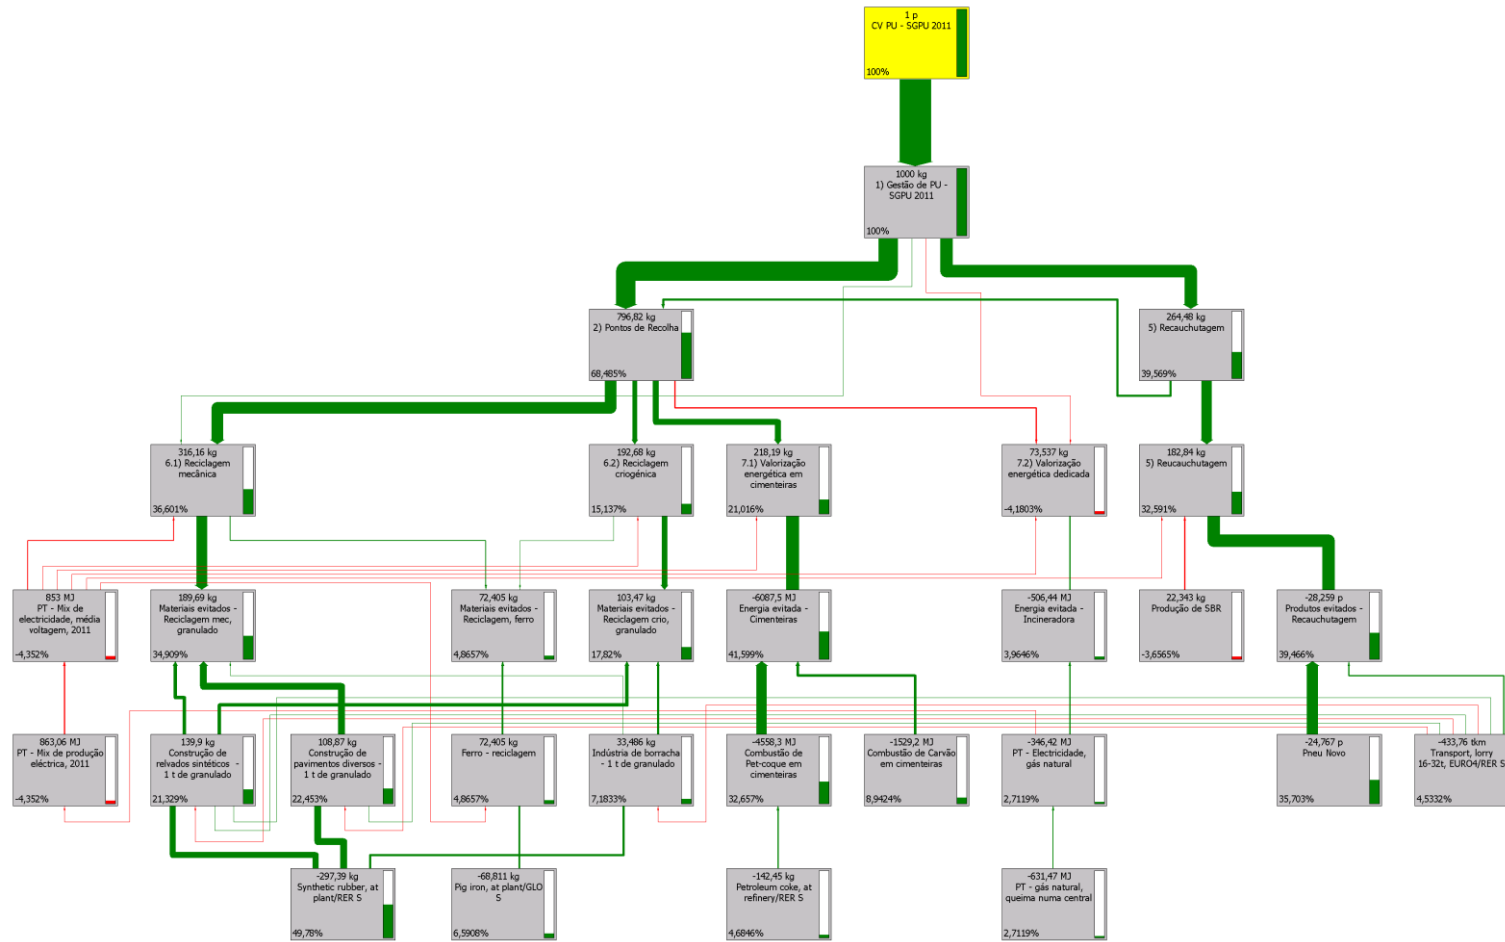 1 p
CV PU - SGPU 2011
100%
1000 kg
1) Gestão de PU -
SGPU 2011
100%
796,82 kg
2) Pontos de Recolha
68,485%
264,48 kg
5) Recauchutagem
39,569%
316,16 kg
6.1) Reciclagem
mecânica
36,601%
192,68 kg
6.2) Reciclagem
criogénica
15,137%
218,19 kg
7.1) Valorização
energética em
cimenteiras
21,016%
73,537 kg
7.2) Valorização
energética dedicada
-4,1803%
182,84 kg
5) Reucauchutagem
32,591%
853 MJ
PT - Mix de
electricidade, média
voltagem, 2011
-4,352%
189,69 kg
Materiais evitados -
Reciclagem mec,
granulado
34,909%
72,405 kg
Materiais evitados -
Reciclagem, ferro
4,8657%
103,47 kg
Materiais evitados -
Reciclagem crio,
granulado
17,82%
-6087,5 MJ
Energia evitada -
Cimenteiras
41,599%
-506,44 MJ
Energia evitada -
Incineradora
3,9646%
22,343 kg
Produção de SBR
-3,6565%
-28,259 p
Produtos evitados -
Recauchutagem
39,466%
863,06 MJ
PT - Mix de produção
eléctrica, 2011
-4,352%
139,9 kg
Construção de
relvados sintéticos -
1 t de granulado
21,329%
108,87 kg
Construção de
pavimentos diversos -
1 t de granulado
22,453%
72,405 kg
Ferro - reciclagem
4,8657%
33,486 kg
Indústria de borracha
- 1 t de granulado
7,1833%
-4558,3 MJ
Combustão de
Pet-coque em
cimenteiras
32,657%
-1529,2 MJ
Combustão de Carvão
em cimenteiras
8,9424%
-346,42 MJ
PT - Electricidade,
gás natural
2,7119%
-24,767 p
Pneu Novo
35,703%
-433,76 tkm
Transport, lorry
16-32t, EURO4/RER S
4,5332%
-297,39 kg
Synthetic rubber, at
plant/RER S
49,78%
-68,811 kg
Pig iron, at plant/GLO
S
6,5908%
-142,45 kg
Petroleum coke, at
refinery/RER S
4,6846%
-631,47 MJ
PT - gás natural,
queima numa central
2,7119%